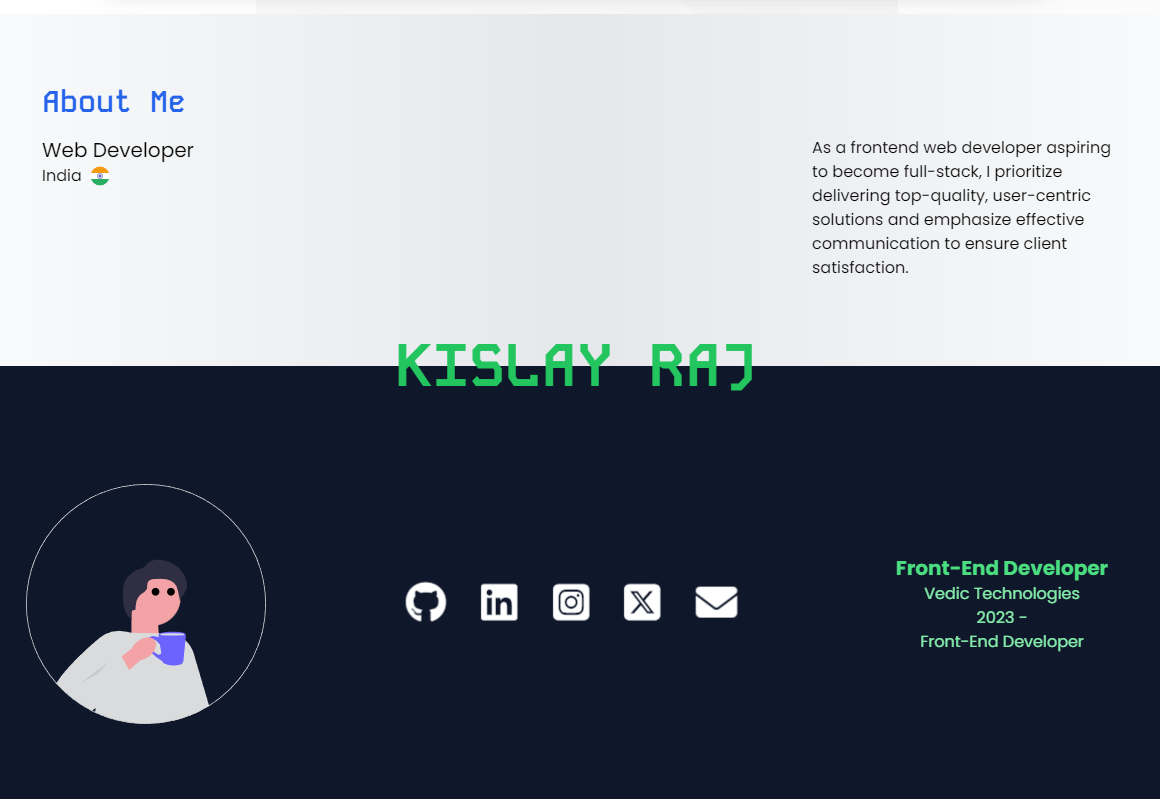 About Me
Web Developer
India
As a frontend web developer aspiring
to become full-stack, I prioritize
delivering top-quality, user-centric
solutions and emphasize effective
communication to ensure client
satisfaction.
KISLAY RAJ
in
X
Front-End Developer
Vedic Technologies
2023 -
Front-End Developer